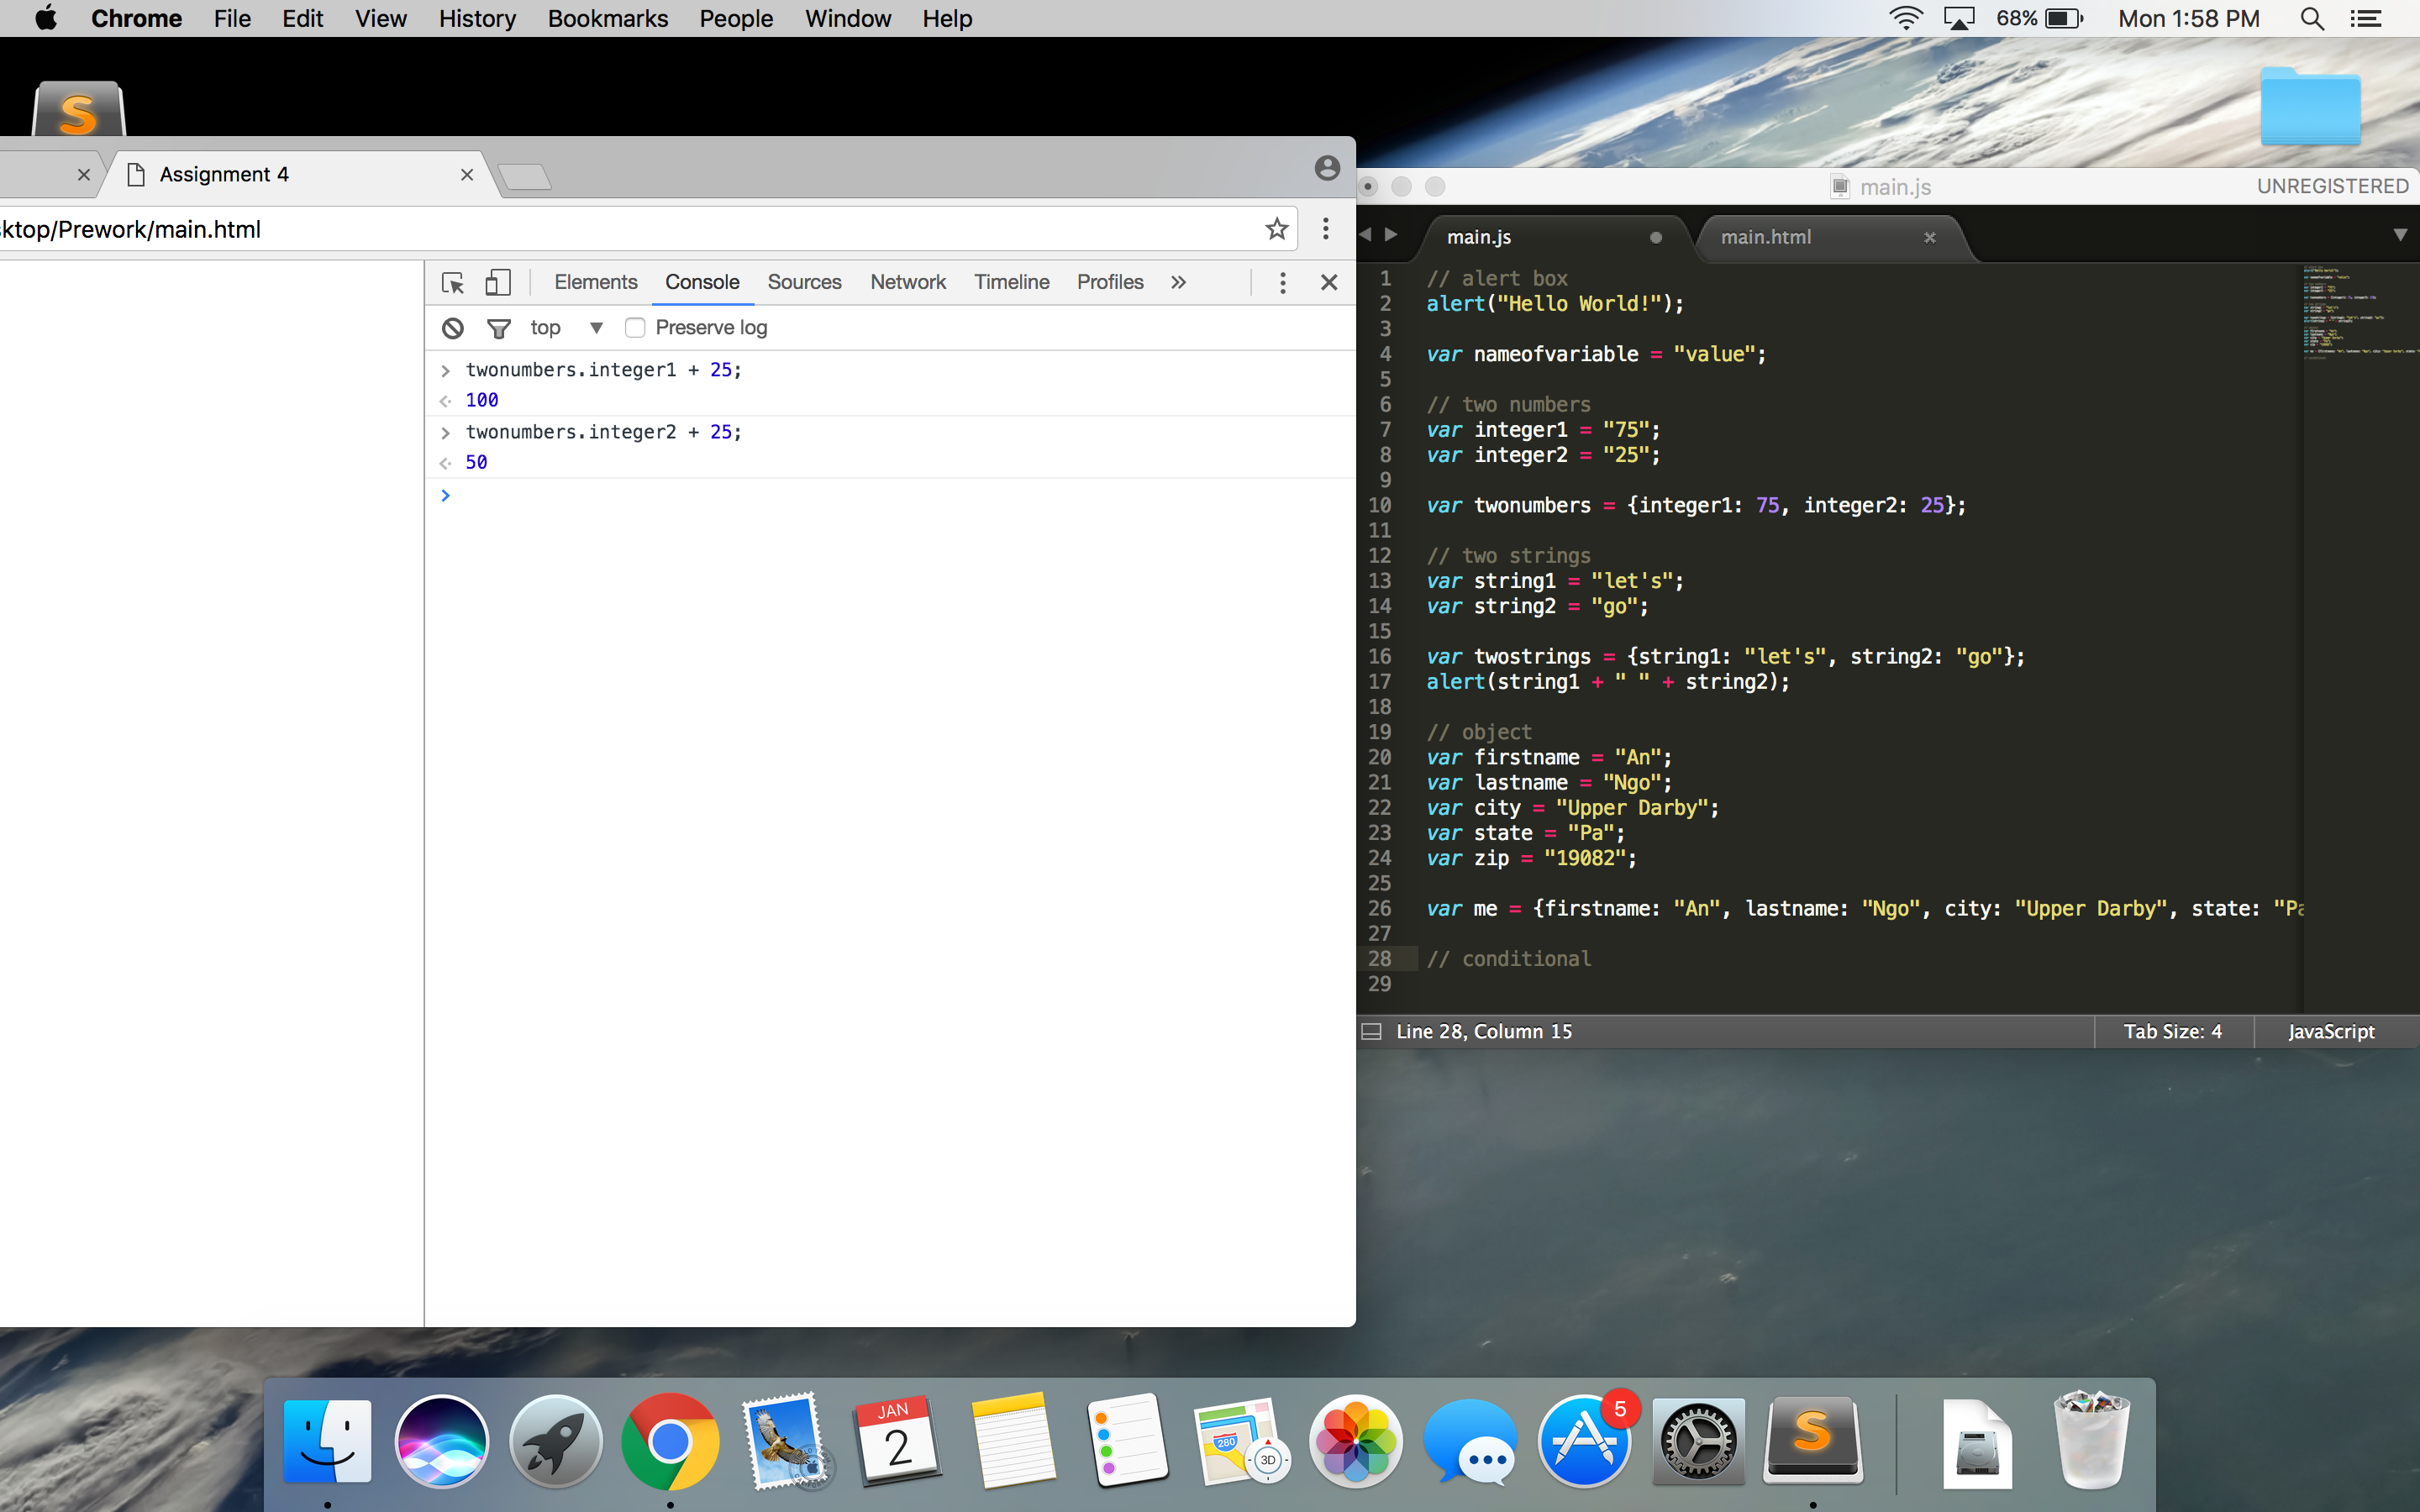 Chrome File Edit View History Bookmarks People Window Help 68% Mon 1:58 PM
Assignment 4
sktop/Prework/main.html
Elements Console Sources Network Timeline Profiles »
top Preserve log
> twonumbers.integer1 + 25;
100
> twonumbers.integer2 + 25;
50
>
main.js UNREGISTERED
main.js main.html
1 // alert box
2 alert("Hello World!");
3
4 var nameofvariable = "value";
5
6 // two numbers
7 var integer1 = "75";
8 var integer2 = "25";
9
10 var twonumbers = {integer1: 75, integer2: 25};
11
12 // two strings
13 var string1 = "let's";
14 var string2 = "go";
15
16 var twostrings = {string1: "let's", string2: "go"};
17 alert(string1 + " " + string2);
18
19 // object
20 var firstname = "An";
21 var lastname = "Ngo";
22 var city = "Upper Darby";
23 var state = "Pa";
24 var zip = "19082";
25
26 var me = {firstname: "An", lastname: "Ngo", city: "Upper Darby", state: "Pa
27
28 // conditional
29
Line 28, Column 15 Tab Size: 4 JavaScript
JAN
2
280
3D
5